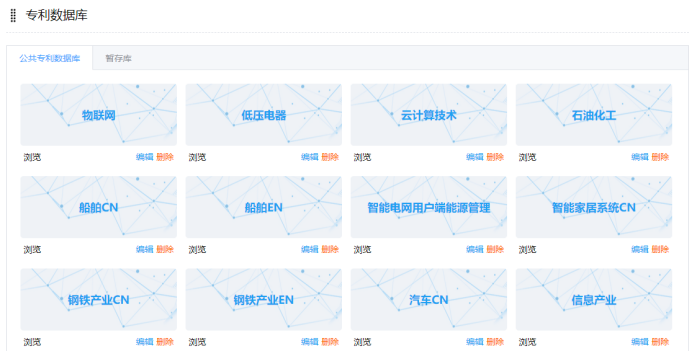 专利数据库
公共专利数据库 暂存库
物联网 低压电器 云计算技术 石油化工
浏览 编辑 删除 浏览 编辑 删除 浏览 编辑 删除 浏览 编辑 删除
船舶CN 船舶EN 智能电网用户端能源管理 智能家居系统CN
浏览 编辑 删除 浏览 编辑 删除 浏览 编辑 删除 浏览 编辑 删除
钢铁产业CN 钢铁产业EN 汽车CN 信息产业
浏览 编辑 删除 浏览 编辑 删除 浏览 编辑 删除 浏览 编辑 删除